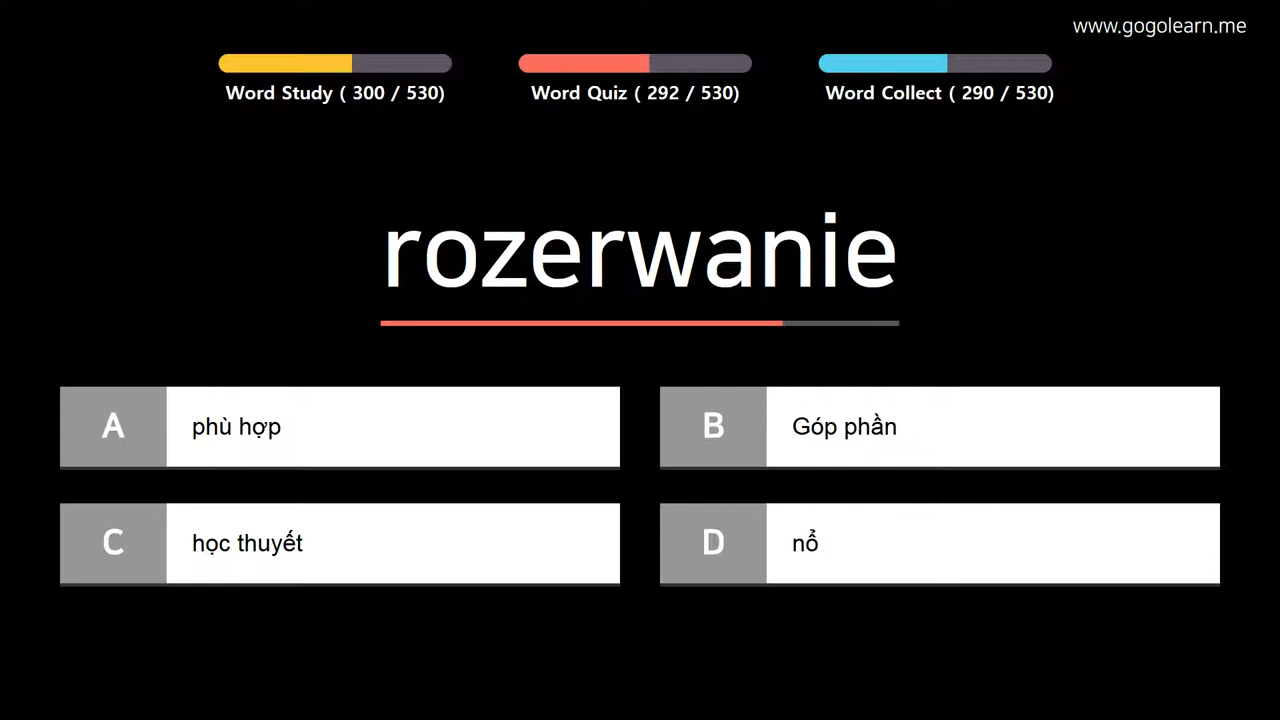 www.gogolearn.me
Word Study ( 300 / 530)
Word Quiz ( 292 / 530)
Word Collect ( 290 / 530)
rozerwanie
A phù hợp
B Góp phần
C học thuyết
D nổ